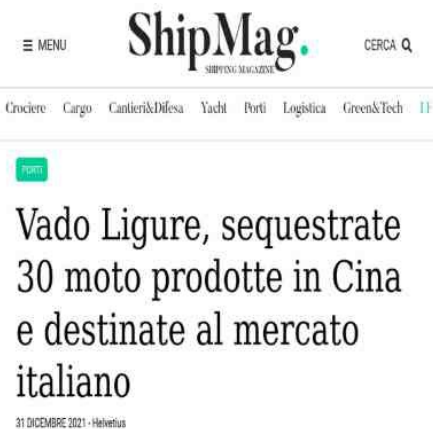 ≡ MENU
ShipMag.
SHIPPING MAGAZINE
CERCA
Crociere Cargo Cantieri&Difesa Yacht Porti Logistica Green&Tech
PORTI
Vado Ligure, sequestrate
30 moto prodotte in Cina
e destinate al mercato
italiano
31 DICEMBRE 2021 - Helvetius